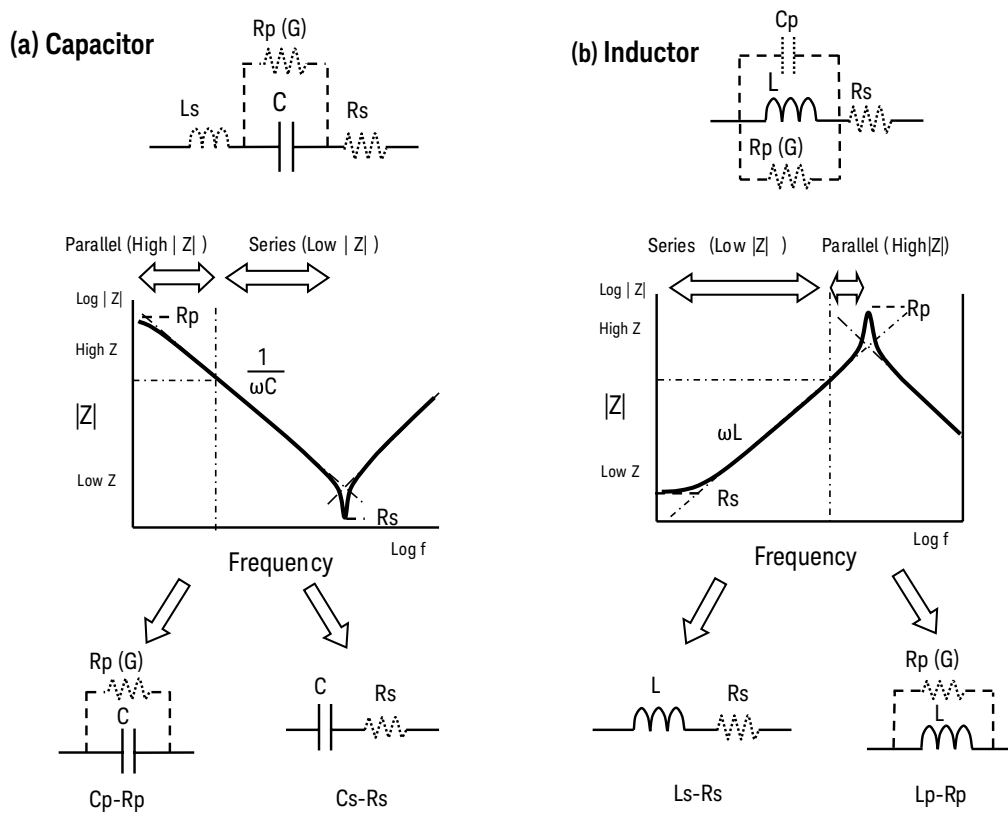 (a) Capacitor
Rp (G)
Ls
C
Rs
Parallel (High | Z| )
Series (Low | Z| )
Log | Z|
Rp
High Z
1
ωC
|Z|
Low Z
Rs
Log f
Frequency
Rp (G)
C
Cp-Rp
C
Rs
Cs-Rs
(b) Inductor
Cp
L
Rs
Rp (G)
Series (Low |Z| )
Parallel ( High|Z|)
Log | Z|
Rp
High Z
|Z|
ωL
Low Z
Rs
Log f
Frequency
L
Rs
Ls-Rs
Rp (G)
L
Lp-Rp